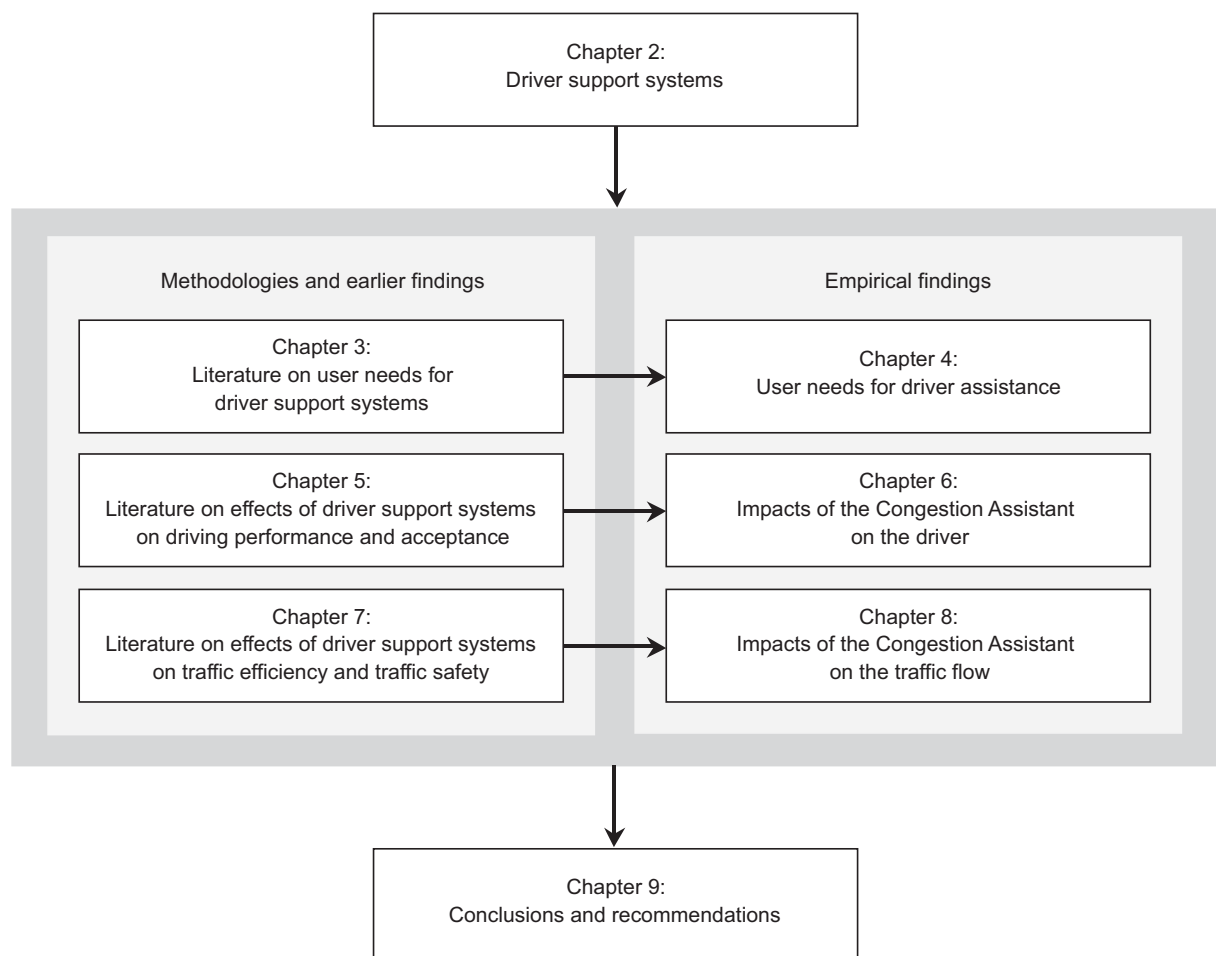 Chapter 2:
Driver support systems
Methodologies and earlier findings
Empirical findings
Chapter 3:
Literature on user needs for
driver support systems
Chapter 4:
User needs for driver assistance
Chapter 5:
Literature on effects of driver support systems
on driving performance and acceptance
Chapter 6:
Impacts of the Congestion Assistant
on the driver
Chapter 7:
Literature on effects of driver support systems
on traffic efficiency and traffic safety
Chapter 8:
Impacts of the Congestion Assistant
on the traffic flow
Chapter 9:
Conclusions and recommendations